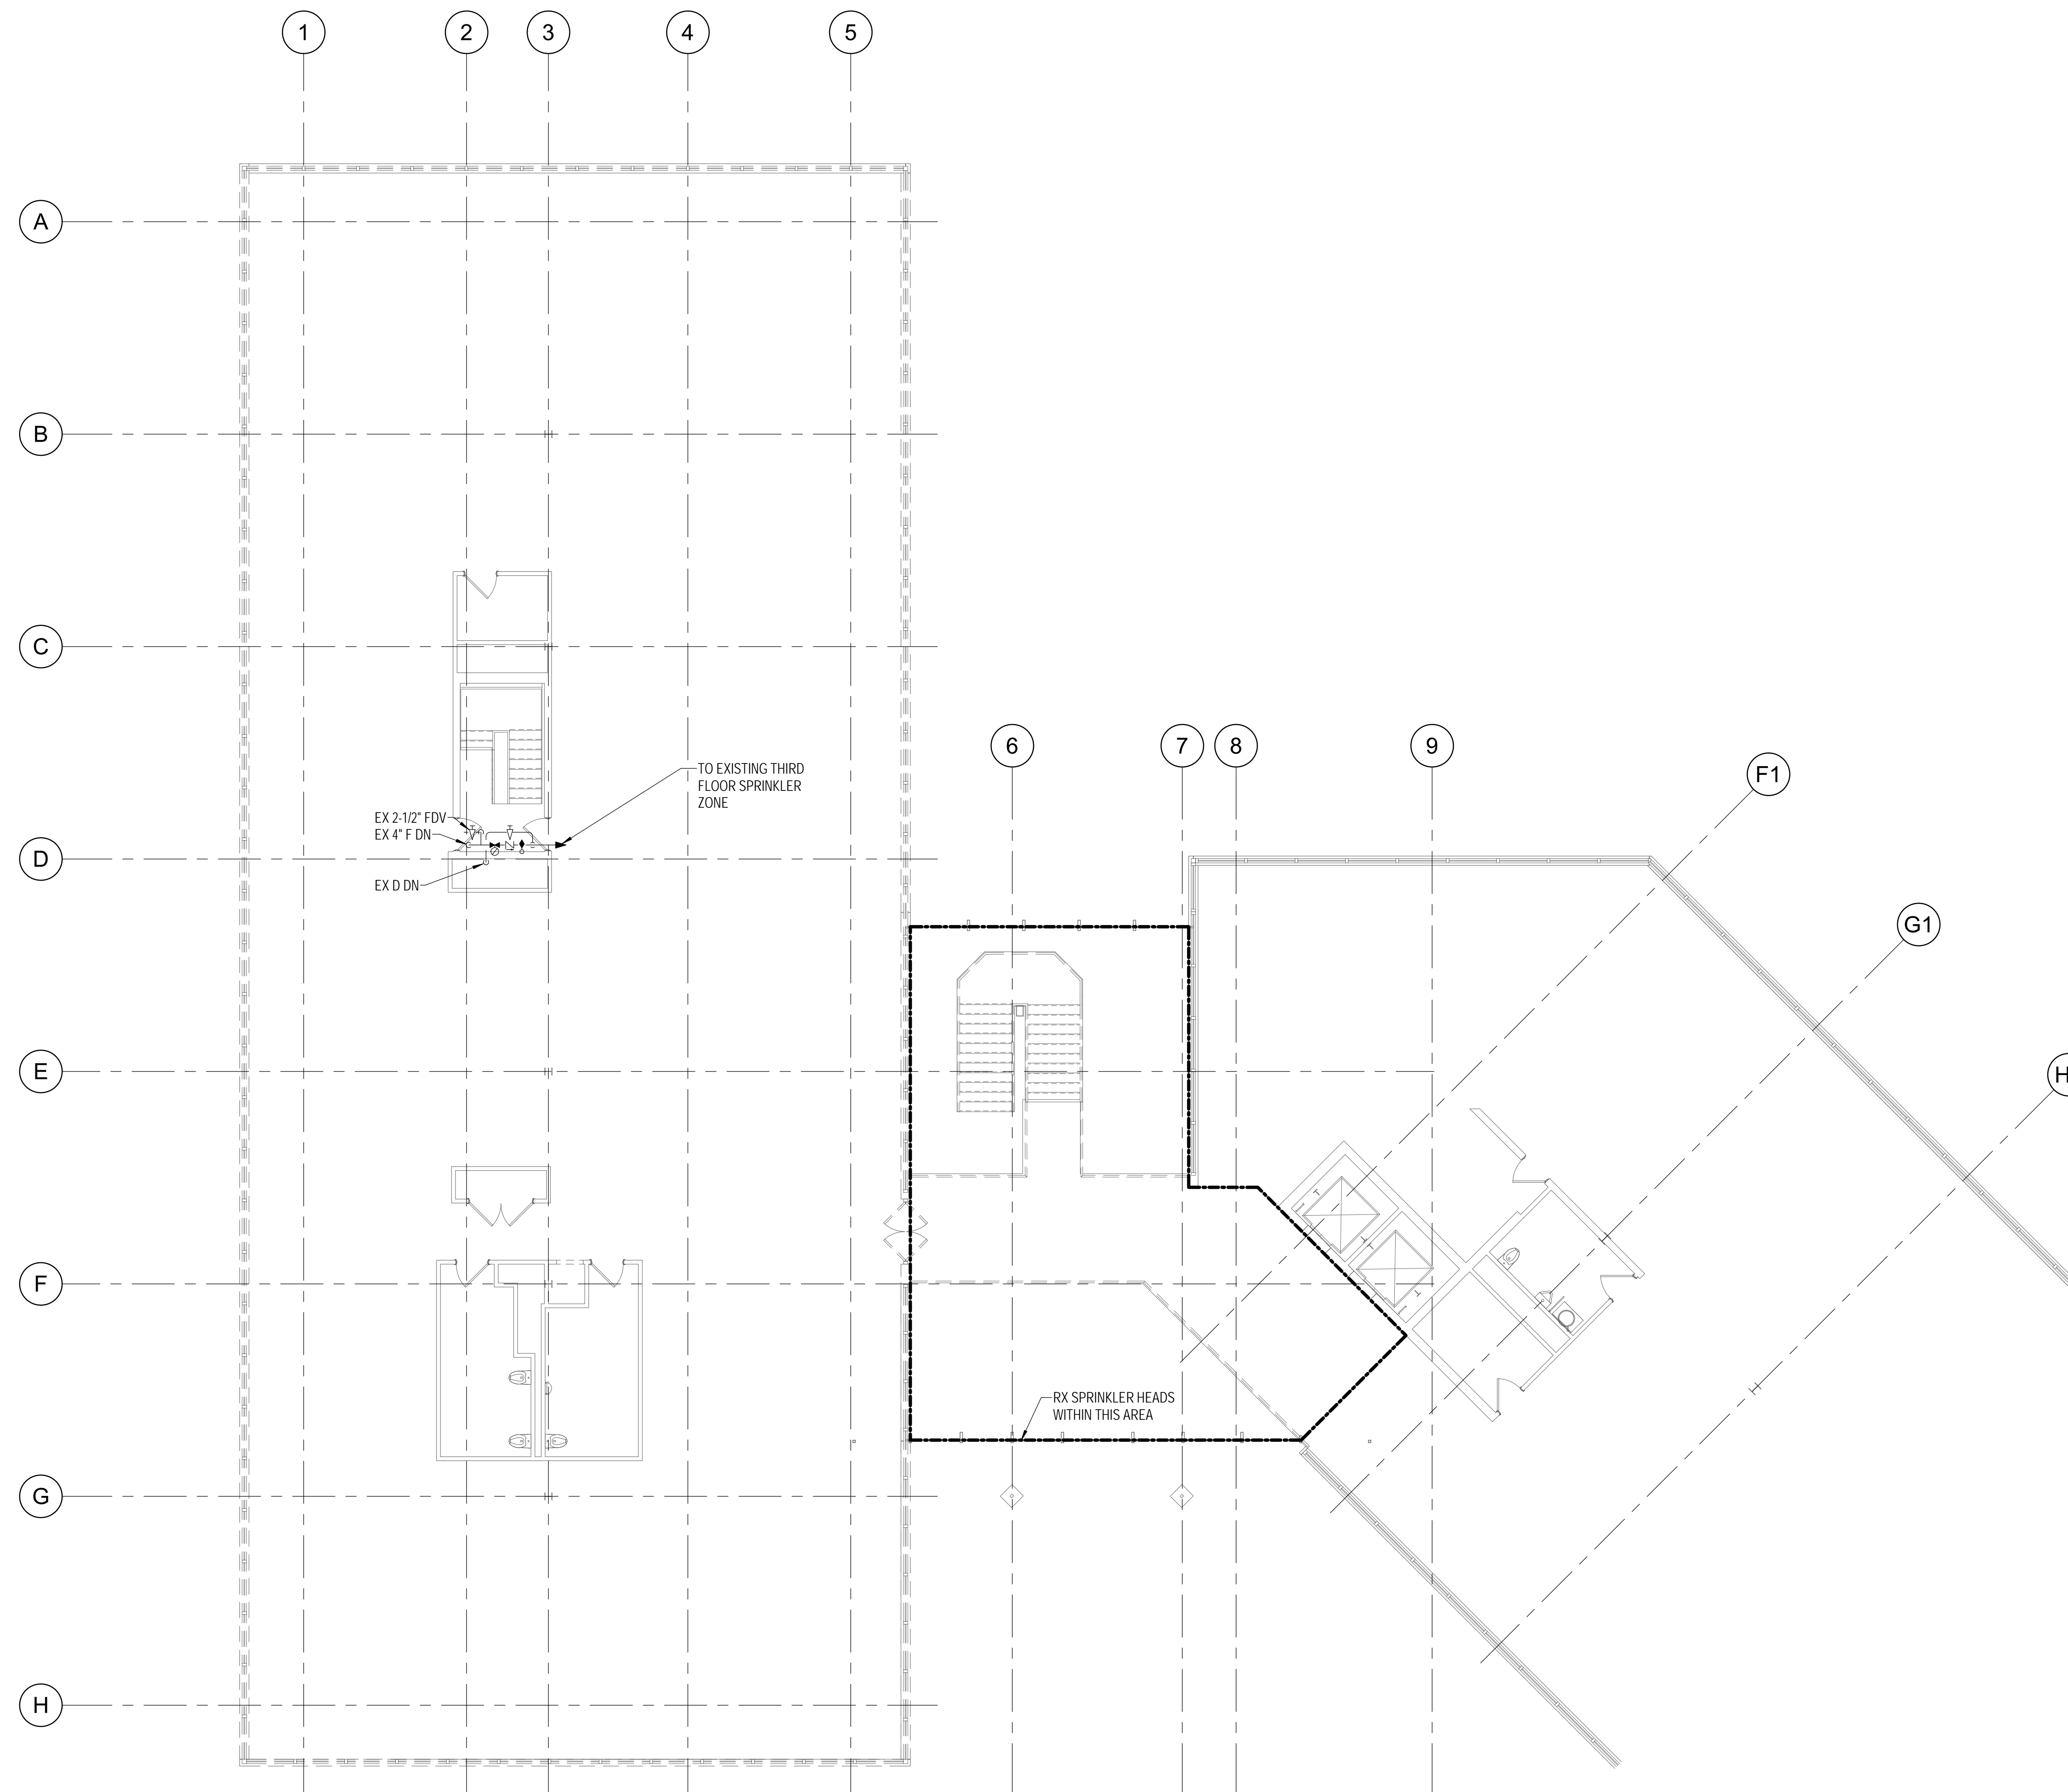 1
2
3
4
5
A
B
C
6
7
8
9
F1
TO EXISTING THIRD
FLOOR SPRINKLER
ZONE
EX 2-1/2" FDV
EX 4" F DN
D
EX D DN
G1
E
H
F
RX SPRINKLER HEADS
WITHIN THIS AREA
G
H